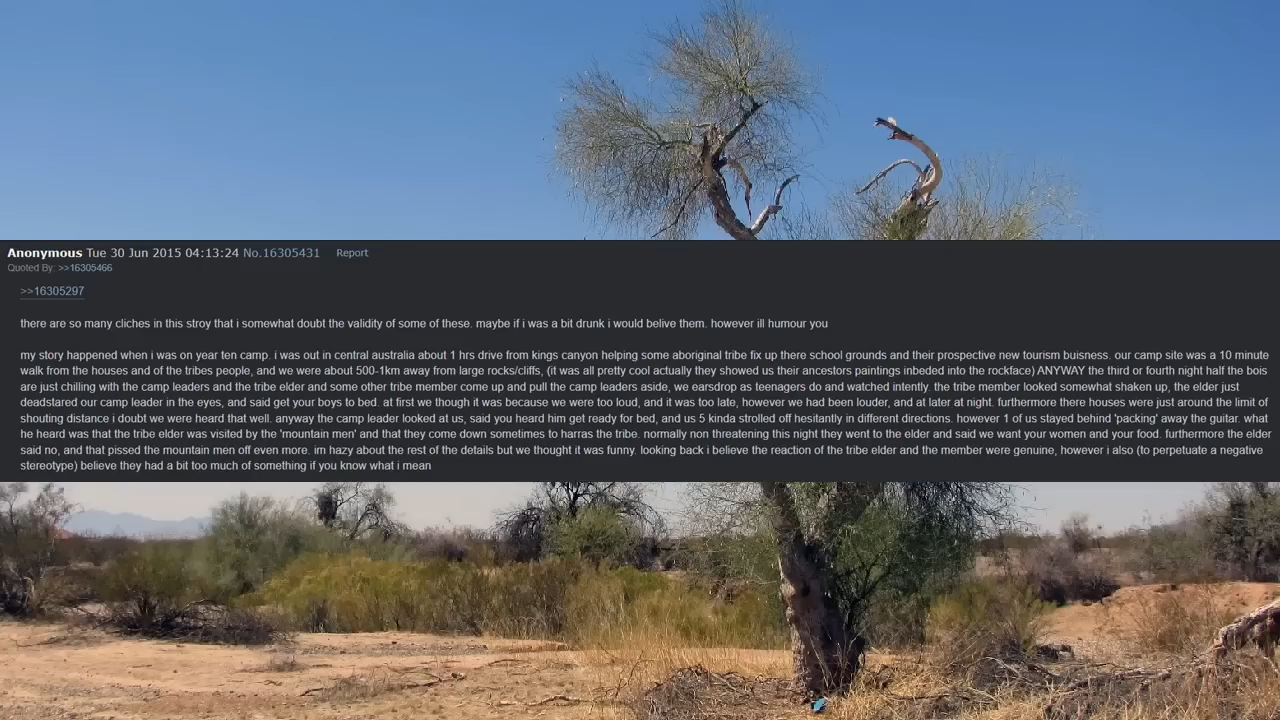 Anonymous Tue 30 Jun 2015 04:13:24 No.16305431 Report
Quoted By: >>16305466
>>16305297
there are so many cliches in this stroy that i somewhat doubt the validity of some of these. maybe if i was a bit drunk i would belive them. however ill humour you
my story happened when i was on year ten camp. i was out in central australia about 1 hrs drive from kings canyon helping some aboriginal tribe fix up there school grounds and their prospective new tourism buisness. our camp site was a 10 minute
walk from the houses and of the tribes people, and we were about 500-1km away from large rocks/cliffs, (it was all pretty cool actually they showed us their ancestors paintings inbeded into the rockface) ANYWAY the third or fourth night half the bois
are just chilling with the camp leaders and the tribe elder and some other tribe member come up and pull the camp leaders aside, we earsdrop as teenagers do and watched intently. the tribe member looked somewhat shaken up, the elder just
deadstared our camp leader in the eyes, and said get your boys to bed. at first we though it was because we were too loud, and it was too late, however we had been louder, and at later at night. furthermore there houses were just around the limit of
shouting distance i doubt we were heard that well. anyway the camp leader looked at us, said you heard him get ready for bed, and us 5 kinda strolled off hesitantly in different directions. however 1 of us stayed behind 'packing' away the guitar. what
he heard was that the tribe elder was visited by the 'mountain men' and that they come down sometimes to harras the tribe. normally non threatening this night they went to the elder and said we want your women and your food. furthermore the elder
said no, and that pissed the mountain men off even more. im hazy about the rest of the details but we thought it was funny. looking back i believe the reaction of the tribe elder and the member were genuine, however i also (to perpetuate a negative
stereotype) believe they had a bit too much of something if you know what i mean